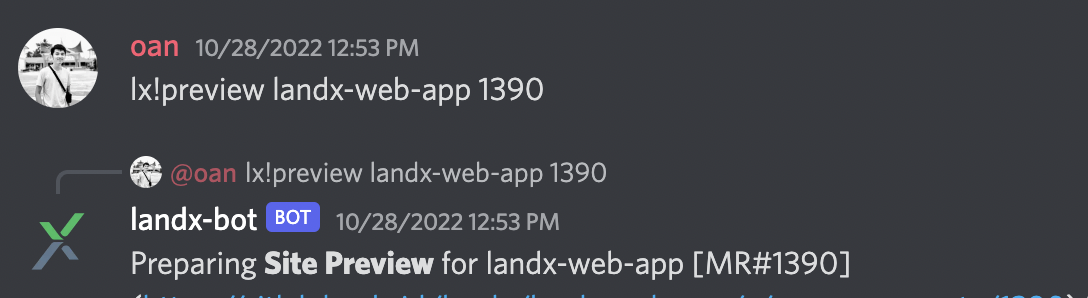 oan 10/28/2022 12:53 PM
lx!preview landx-web-app 1390
@oan lx!preview landx-web-app 1390
landx-bot BOT 10/28/2022 12:53 PM
Preparing Site Preview for landx-web-app [MR#1390]